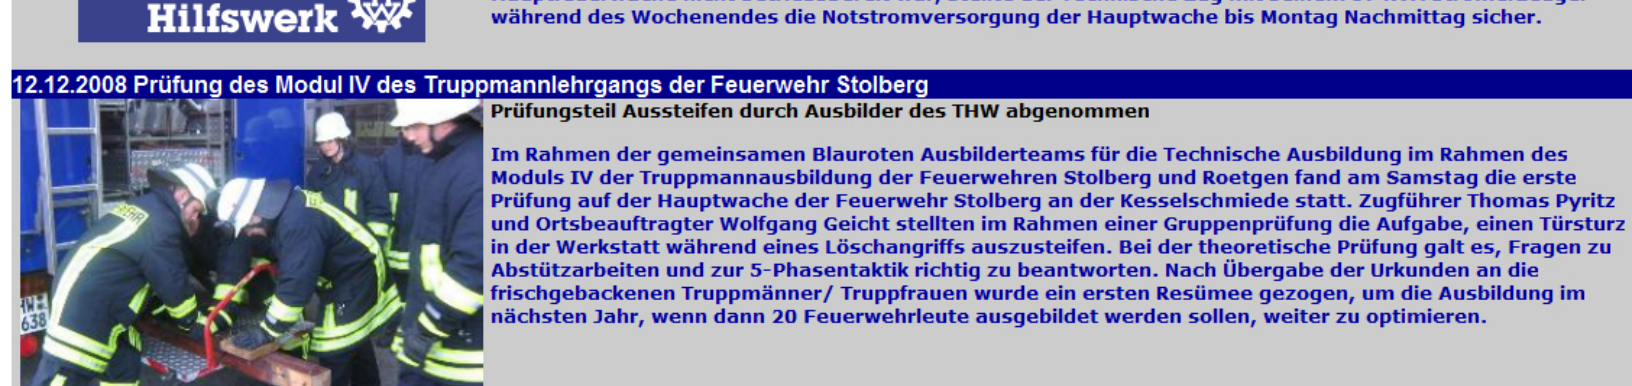 Hilfswerk
während des Wochenendes die Notstromversorgung der Hauptwache bis Montag Nachmittag sicher.
12.12.2008 Prüfung des Modul IV des Truppmannlehrgangs der Feuerwehr Stolberg
Prüfungsteil Aussteifen durch Ausbilder des THW abgenommen
Im Rahmen der gemeinsamen Blauroten Ausbilderteams für die Technische Ausbildung im Rahmen des
Moduls IV der Truppmannausbildung der Feuerwehren Stolberg und Roetgen fand am Samstag die erste
Prüfung auf der Hauptwache der Feuerwehr Stolberg an der Kesselschmiede statt. Zugführer Thomas Pyritz
und Ortsbeauftragter Wolfgang Geicht stellten im Rahmen einer Gruppenprüfung die Aufgabe, einen Türsturz
in der Werkstatt während eines Löschangriffs auszusteifen. Bei der theoretische Prüfung galt es, Fragen zu
Abstützarbeiten und zur 5-Phasentaktik richtig zu beantworten. Nach Übergabe der Urkunden an die
frischgebackenen Truppmänner/ Truppfrauen wurde ein ersten Resümee gezogen, um die Ausbildung im
nächsten Jahr, wenn dann 20 Feuerwehrleute ausgebildet werden sollen, weiter zu optimieren.